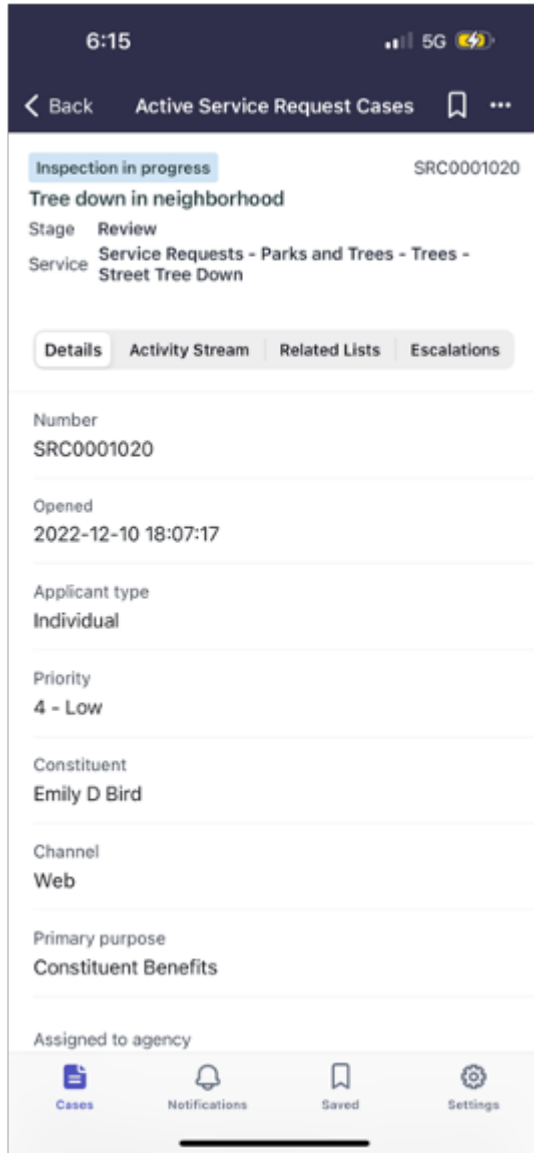 6:15 5G
Back Active Service Request Cases
Inspection in progress SRC0001020
Tree down in neighborhood
Stage Review
Service Service Requests - Parks and Trees - Trees -
Street Tree Down
Details Activity Stream Related Lists Escalations
Number
SRC0001020
Opened
2022-12-10 18:07:17
Applicant type
Individual
Priority
4 - Low
Constituent
Emily D Bird
Channel
Web
Primary purpose
Constituent Benefits
Assigned to agency
Cases Notifications Saved Settings